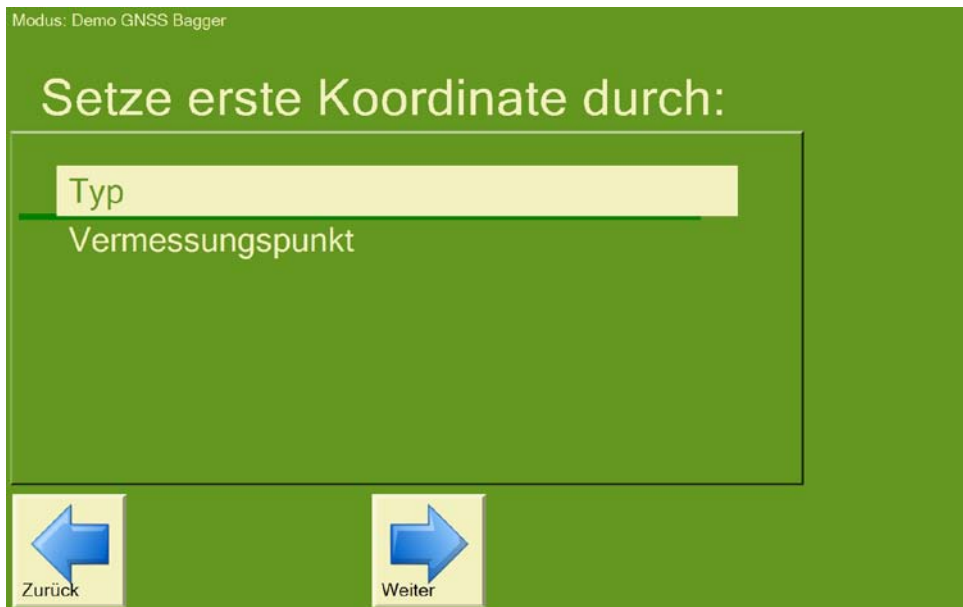 Modus: Demo GNSS Bagger
Setze erste Koordinate durch:
Typ
Vermessungspunkt
Zurück
Weiter